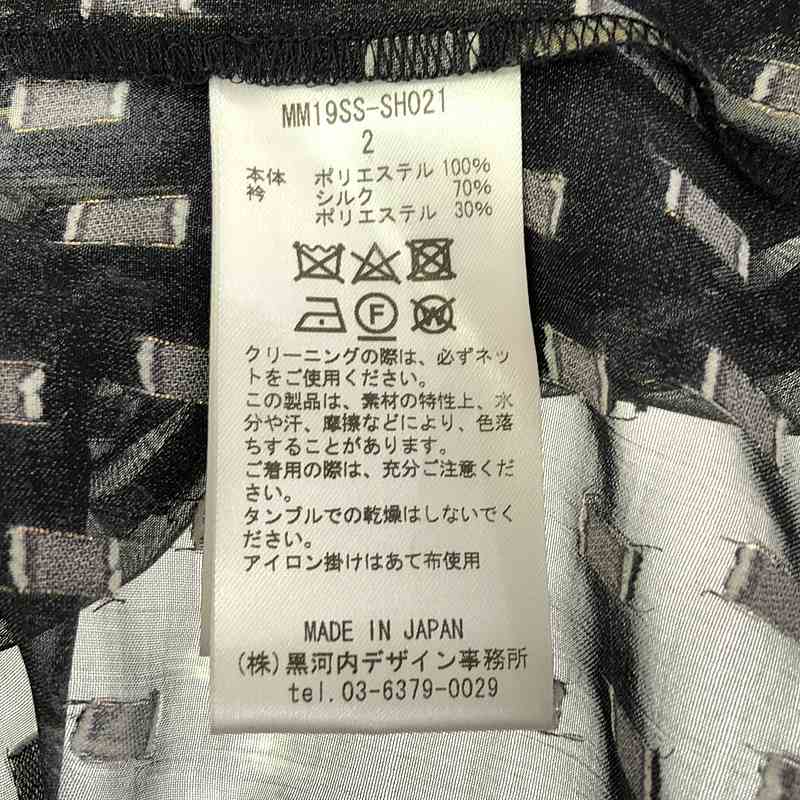 MM19SS-SH021
2
本体 ポリエステル 100%
衿 シルク 70%
ポリエステル 30%
F
W
クリーニングの際は、必ずネッ
トをご使用ください。
この製品は、素材の特性上、水
分や汗、摩擦などにより、色落
ちすることがあります。
ご着用の際は、充分ご注意くだ
さい。
タンブルでの乾燥はしないでく
ださい。
アイロン掛けはあて布使用
MADE IN JAPAN
(株)黒河内デザイン事務所
tel.03-6379-0029